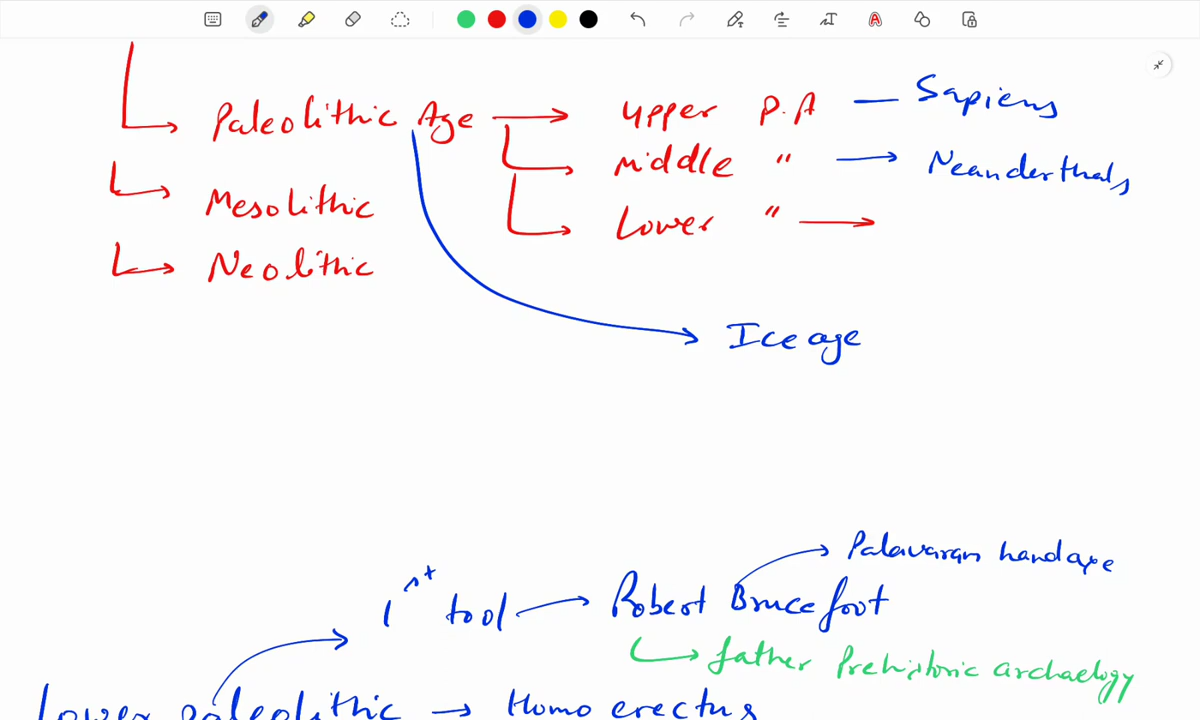 Paleolithic Age → Upper P.A — Sapiens
Middle " → Neanderthals
Mesolithic
Lower " →
Neolithic
Ice age
Palavaram handaxe
1st tool → Robert Bruce foot
father Prehistoric archaelogy
Lower paleolithic → Homo erectus